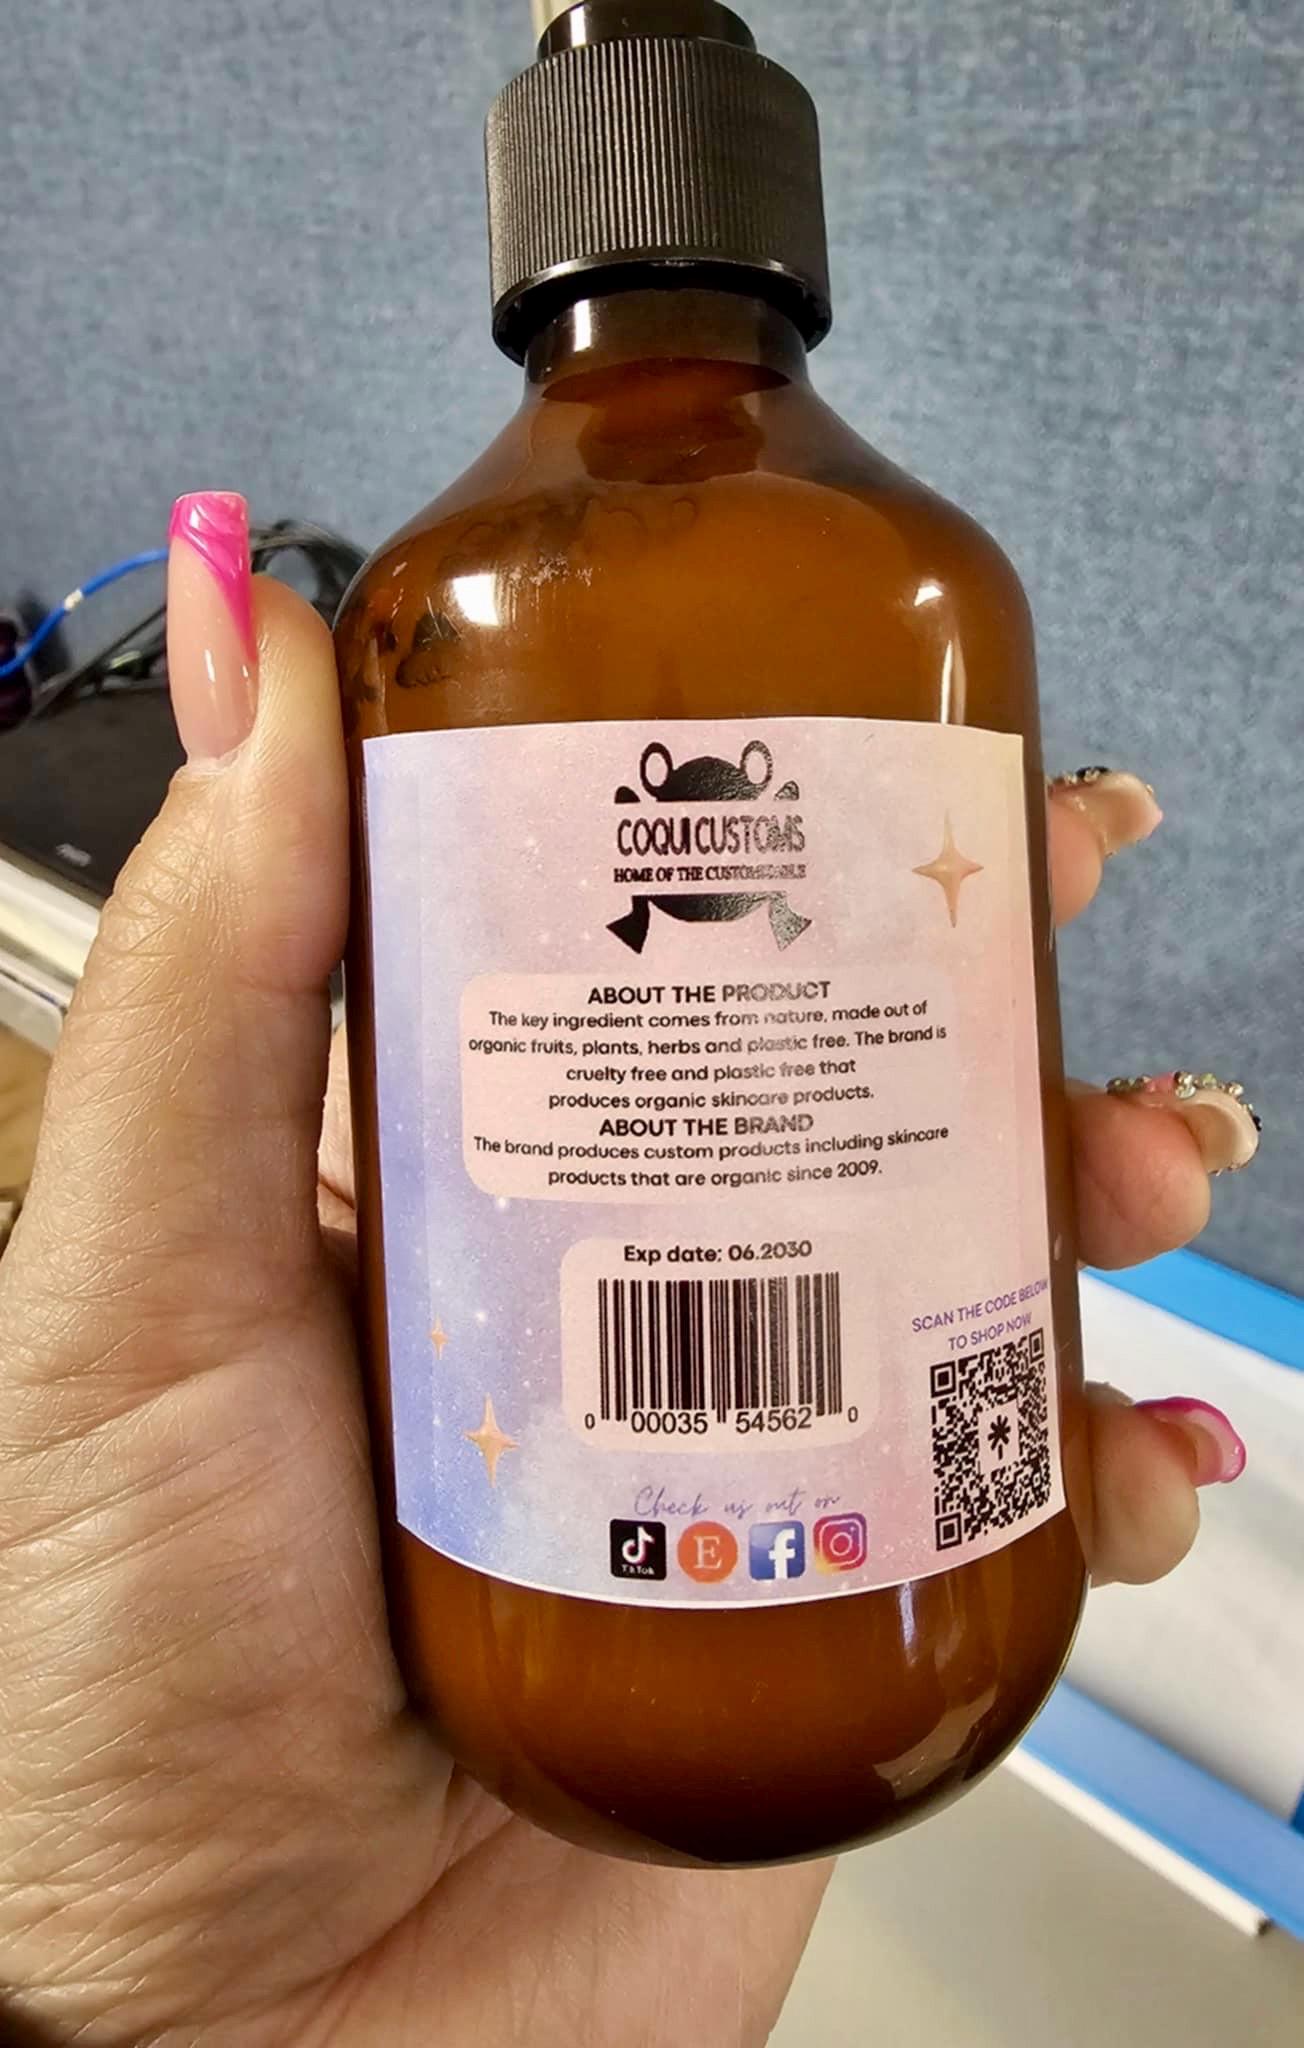 COQUI CUSTOMS
HOME OF THE CUSTOMIZABLE
ABOUT THE PRODUCT
The key ingredient comes from nature, made out of
organic fruits, plants, herbs and plastic free. The brand is
cruelty free and plastic free that
produces organic skincare products.
ABOUT THE BRAND
The brand produces custom products including skincare
products that are organic since 2009.
Exp date: 06.2030
0 00035 54562 0
SCAN THE CODE BELOW
TO SHOP NOW
Check us out on
TikTok
E
f